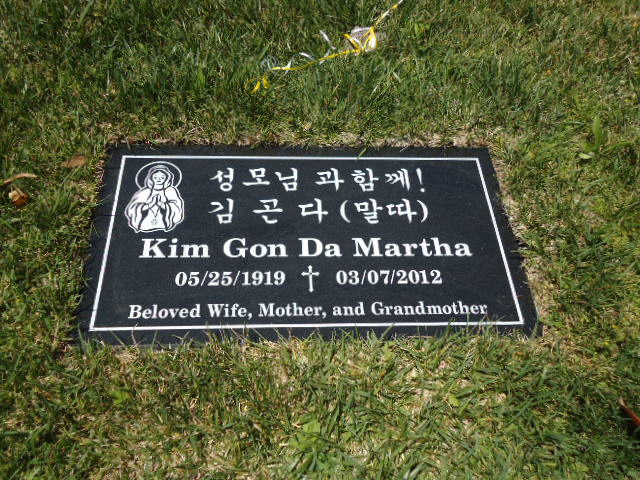 성모님 과함께!
김 곤 다 (말따)
Kim Gon Da Martha
05/25/1919 † 03/07/2012
Beloved Wife, Mother, and Grandmother